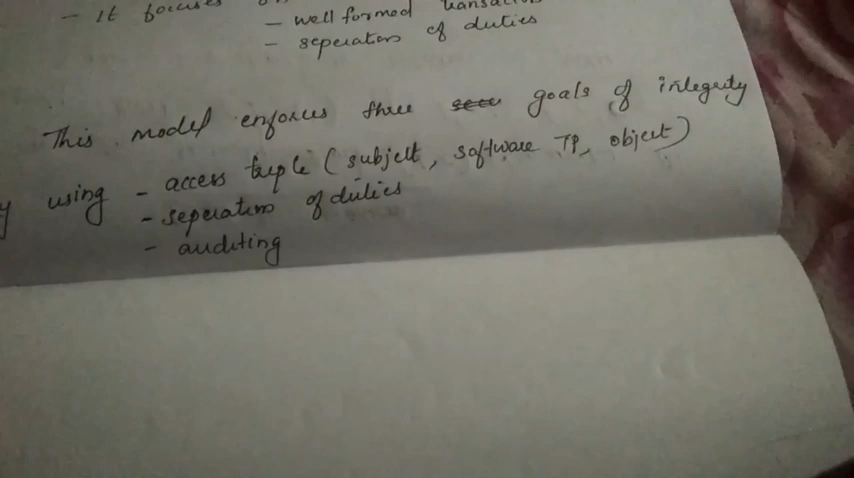 - It focuses
- well formed
- seperation of duties
This model enforces three goals of integrity
using - access triple (subject, software TP, object)
- seperation of duties
- auditing